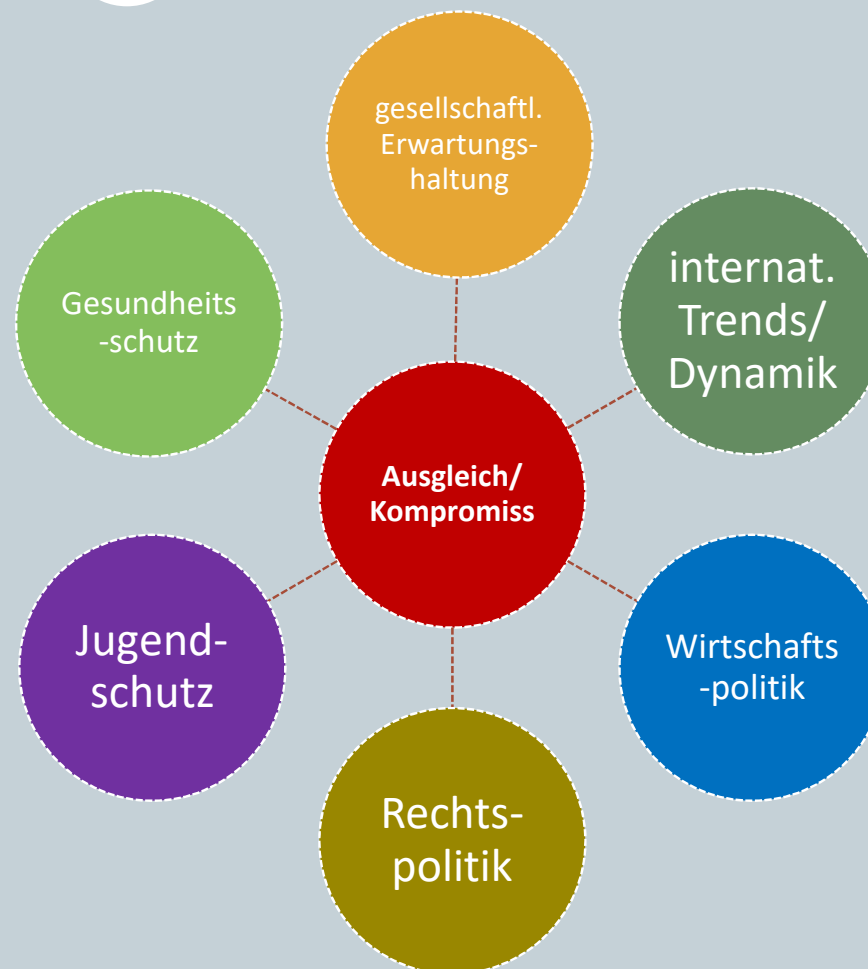 gesellschaftl.
Erwartungs-
haltung
internat.
Trends/
Dynamik
Gesundheits
-schutz
Ausgleich/
Kompromiss
Jugend-
schutz
Wirtschafts
-politik
Rechts-
politik